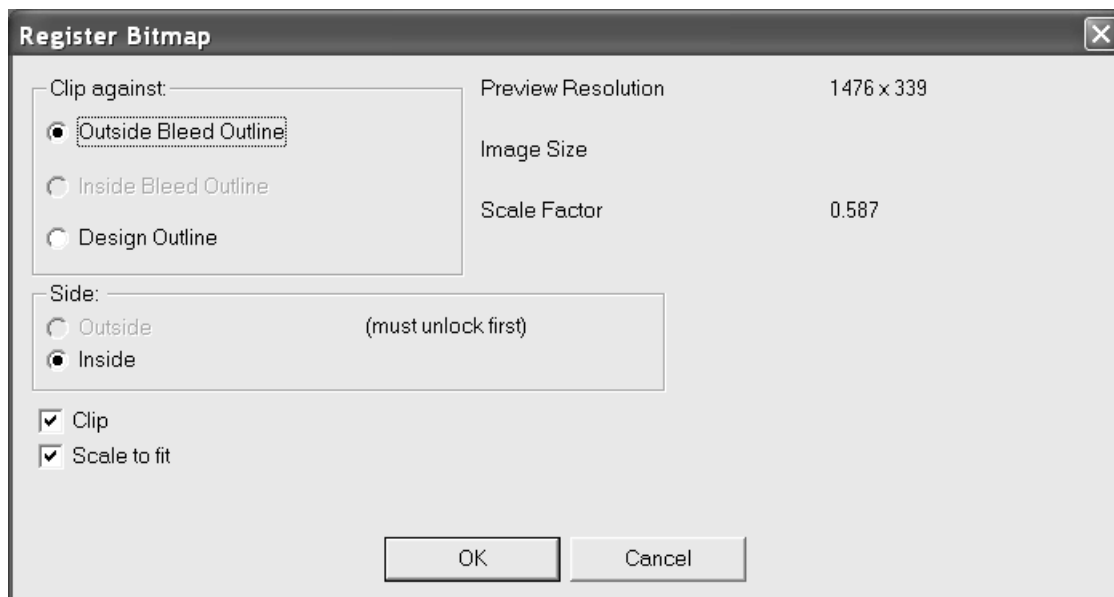 Register Bitmap
Clip against:
Outside Bleed Outline
Inside Bleed Outline
Design Outline
Preview Resolution 1476 x 339
Image Size
Scale Factor 0.587
Side:
Outside (must unlock first)
Inside
Clip
Scale to fit
OK Cancel